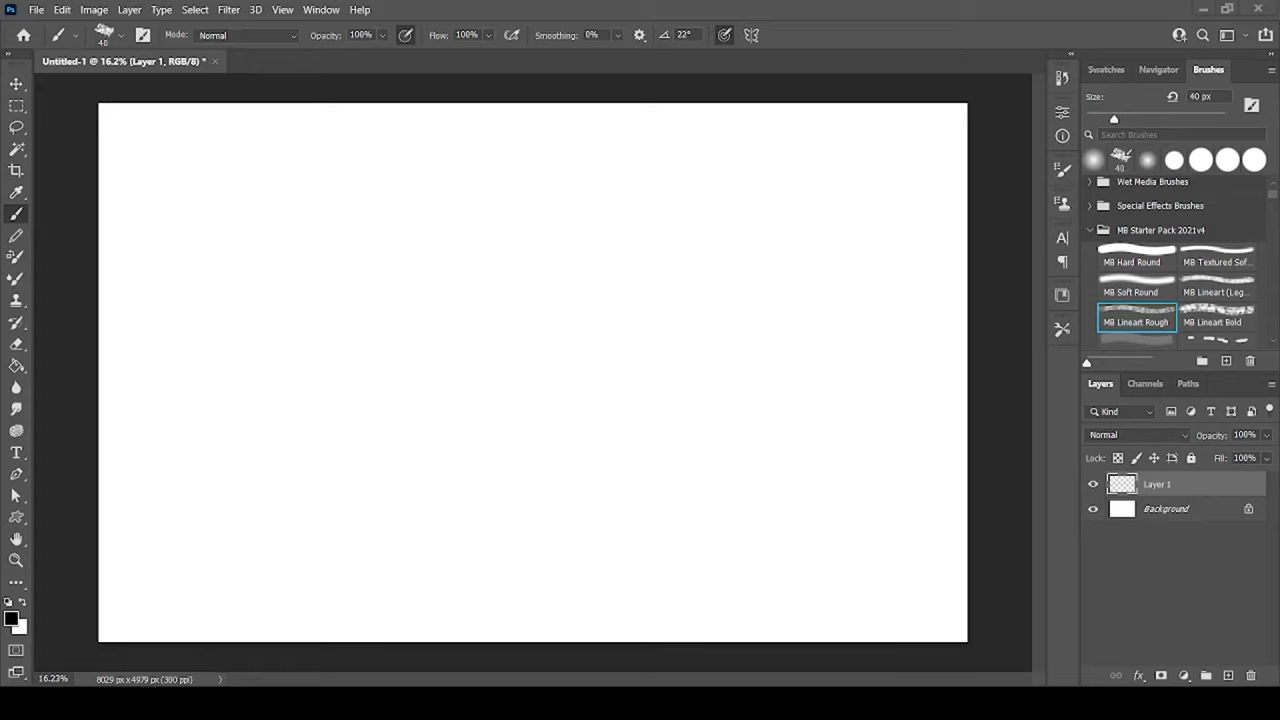 Ps File Edit Image Layer Type Select Filter 3D View Window Help
40 Mode: Normal Opacity: 100% Flow: 100% Smoothing: 0% 22°
Untitled-1 @ 16.2% (Layer 1, RGB/8) *
Swatches Navigator Brushes
Size: 40 px
Search Brushes
40
Wet Media Brushes
Special Effects Brushes
MB Starter Pack 2021v4
MB Hard Round MB Textured Sof...
MB Soft Round MB Lineart (Leg...
MB Lineart Rough MB Lineart Bold
Layers Channels Paths
Kind
Normal Opacity: 100%
Lock: Fill: 100%
Layer 1
Background
16.23% 8029 px x 4979 px (300 ppi)